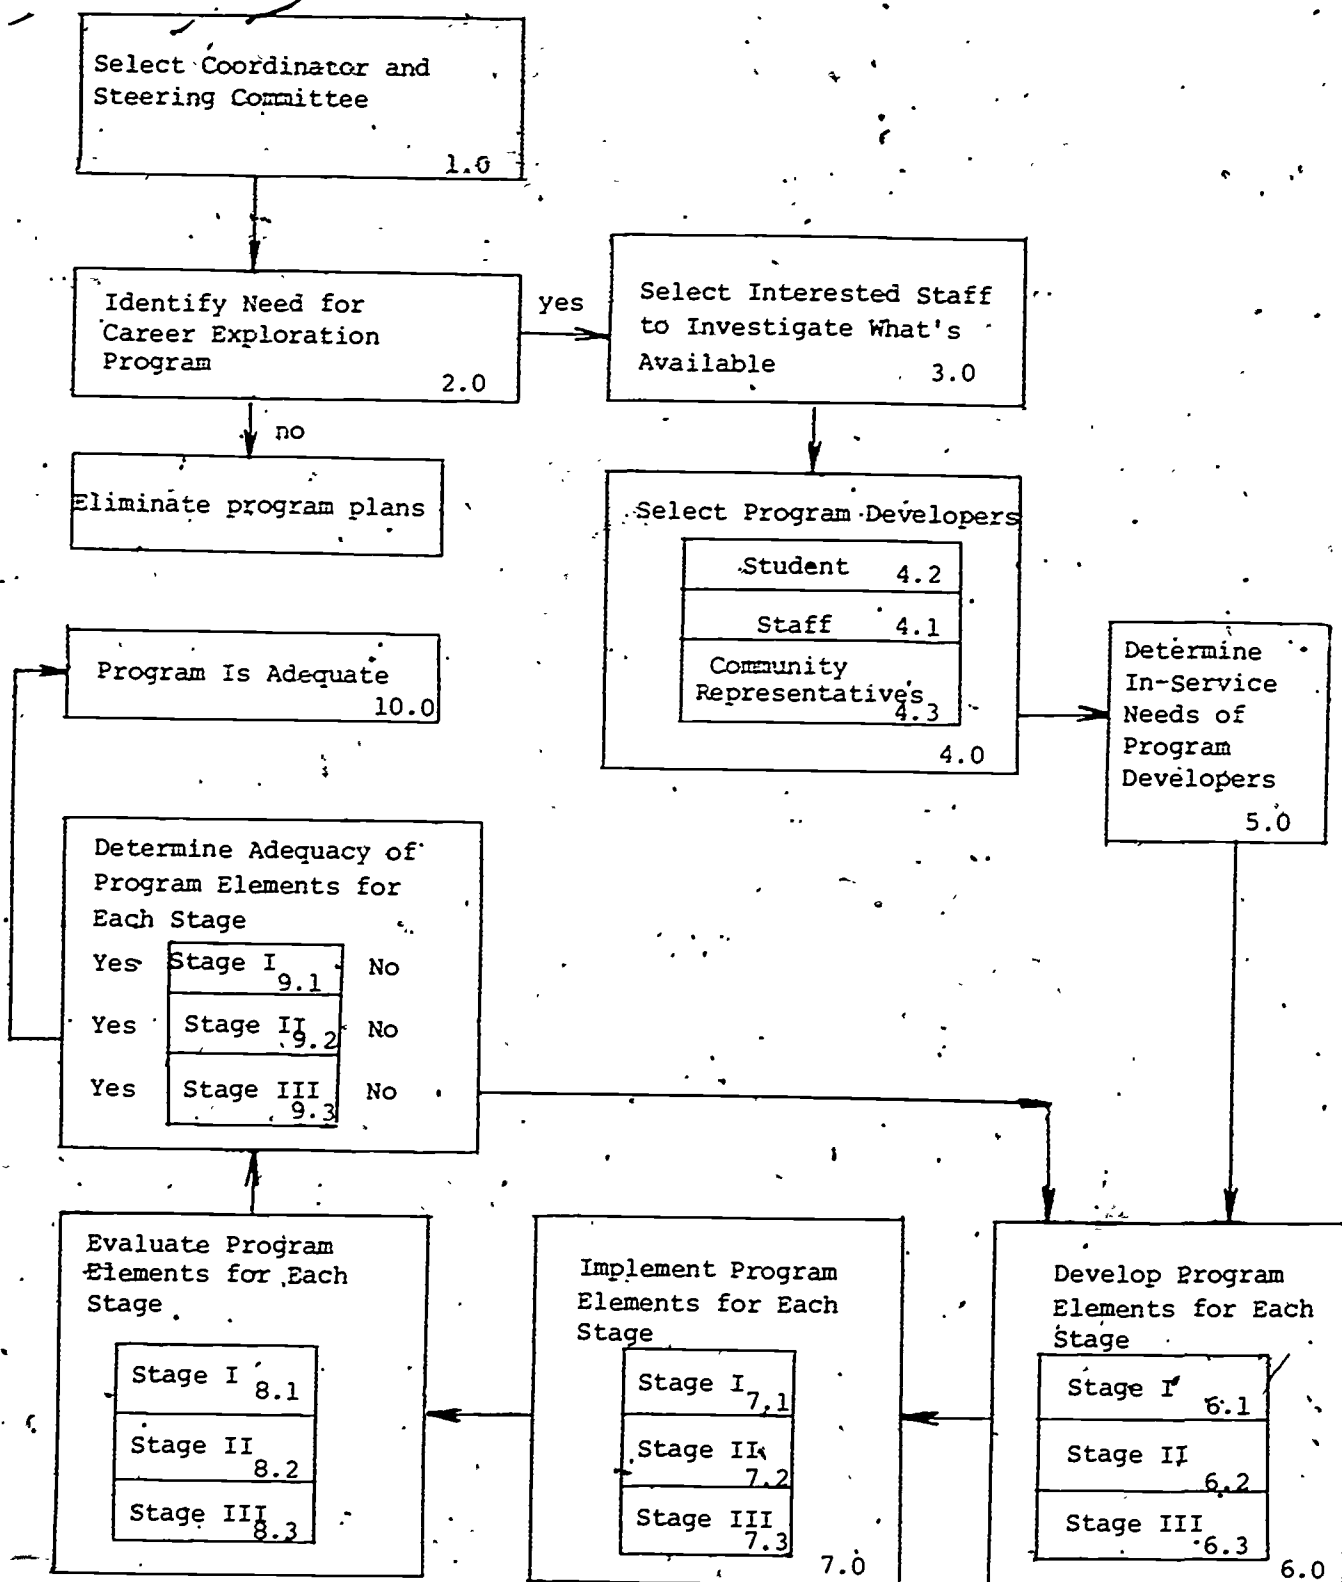 Select Coordinator and
Steering Committee
1.0
Identify Need for
Career Exploration
Program
2.0
yes
Select Interested Staff
to Investigate What's
Available
3.0
no
Eliminate program plans
Select Program Developers
Student 4.2
Staff 4.1
Community
Representatives
4.3
4.0
Determine
In-Service
Needs of
Program
Developers
5.0
Program Is Adequate
10.0
Determine Adequacy of
Program Elements for
Each Stage
Yes Stage I 9.1 No
Yes Stage II 9.2 No
Yes Stage III 9.3 No
Evaluate Program
Elements for Each
Stage
Stage I 8.1
Stage II 8.2
Stage III 8.3
Implement Program
Elements for Each
Stage
Stage I 7.1
Stage II 7.2
Stage III 7.3
7.0
Develop Program
Elements for Each
Stage
Stage I 6.1
Stage II 6.2
Stage III 6.3
6.0